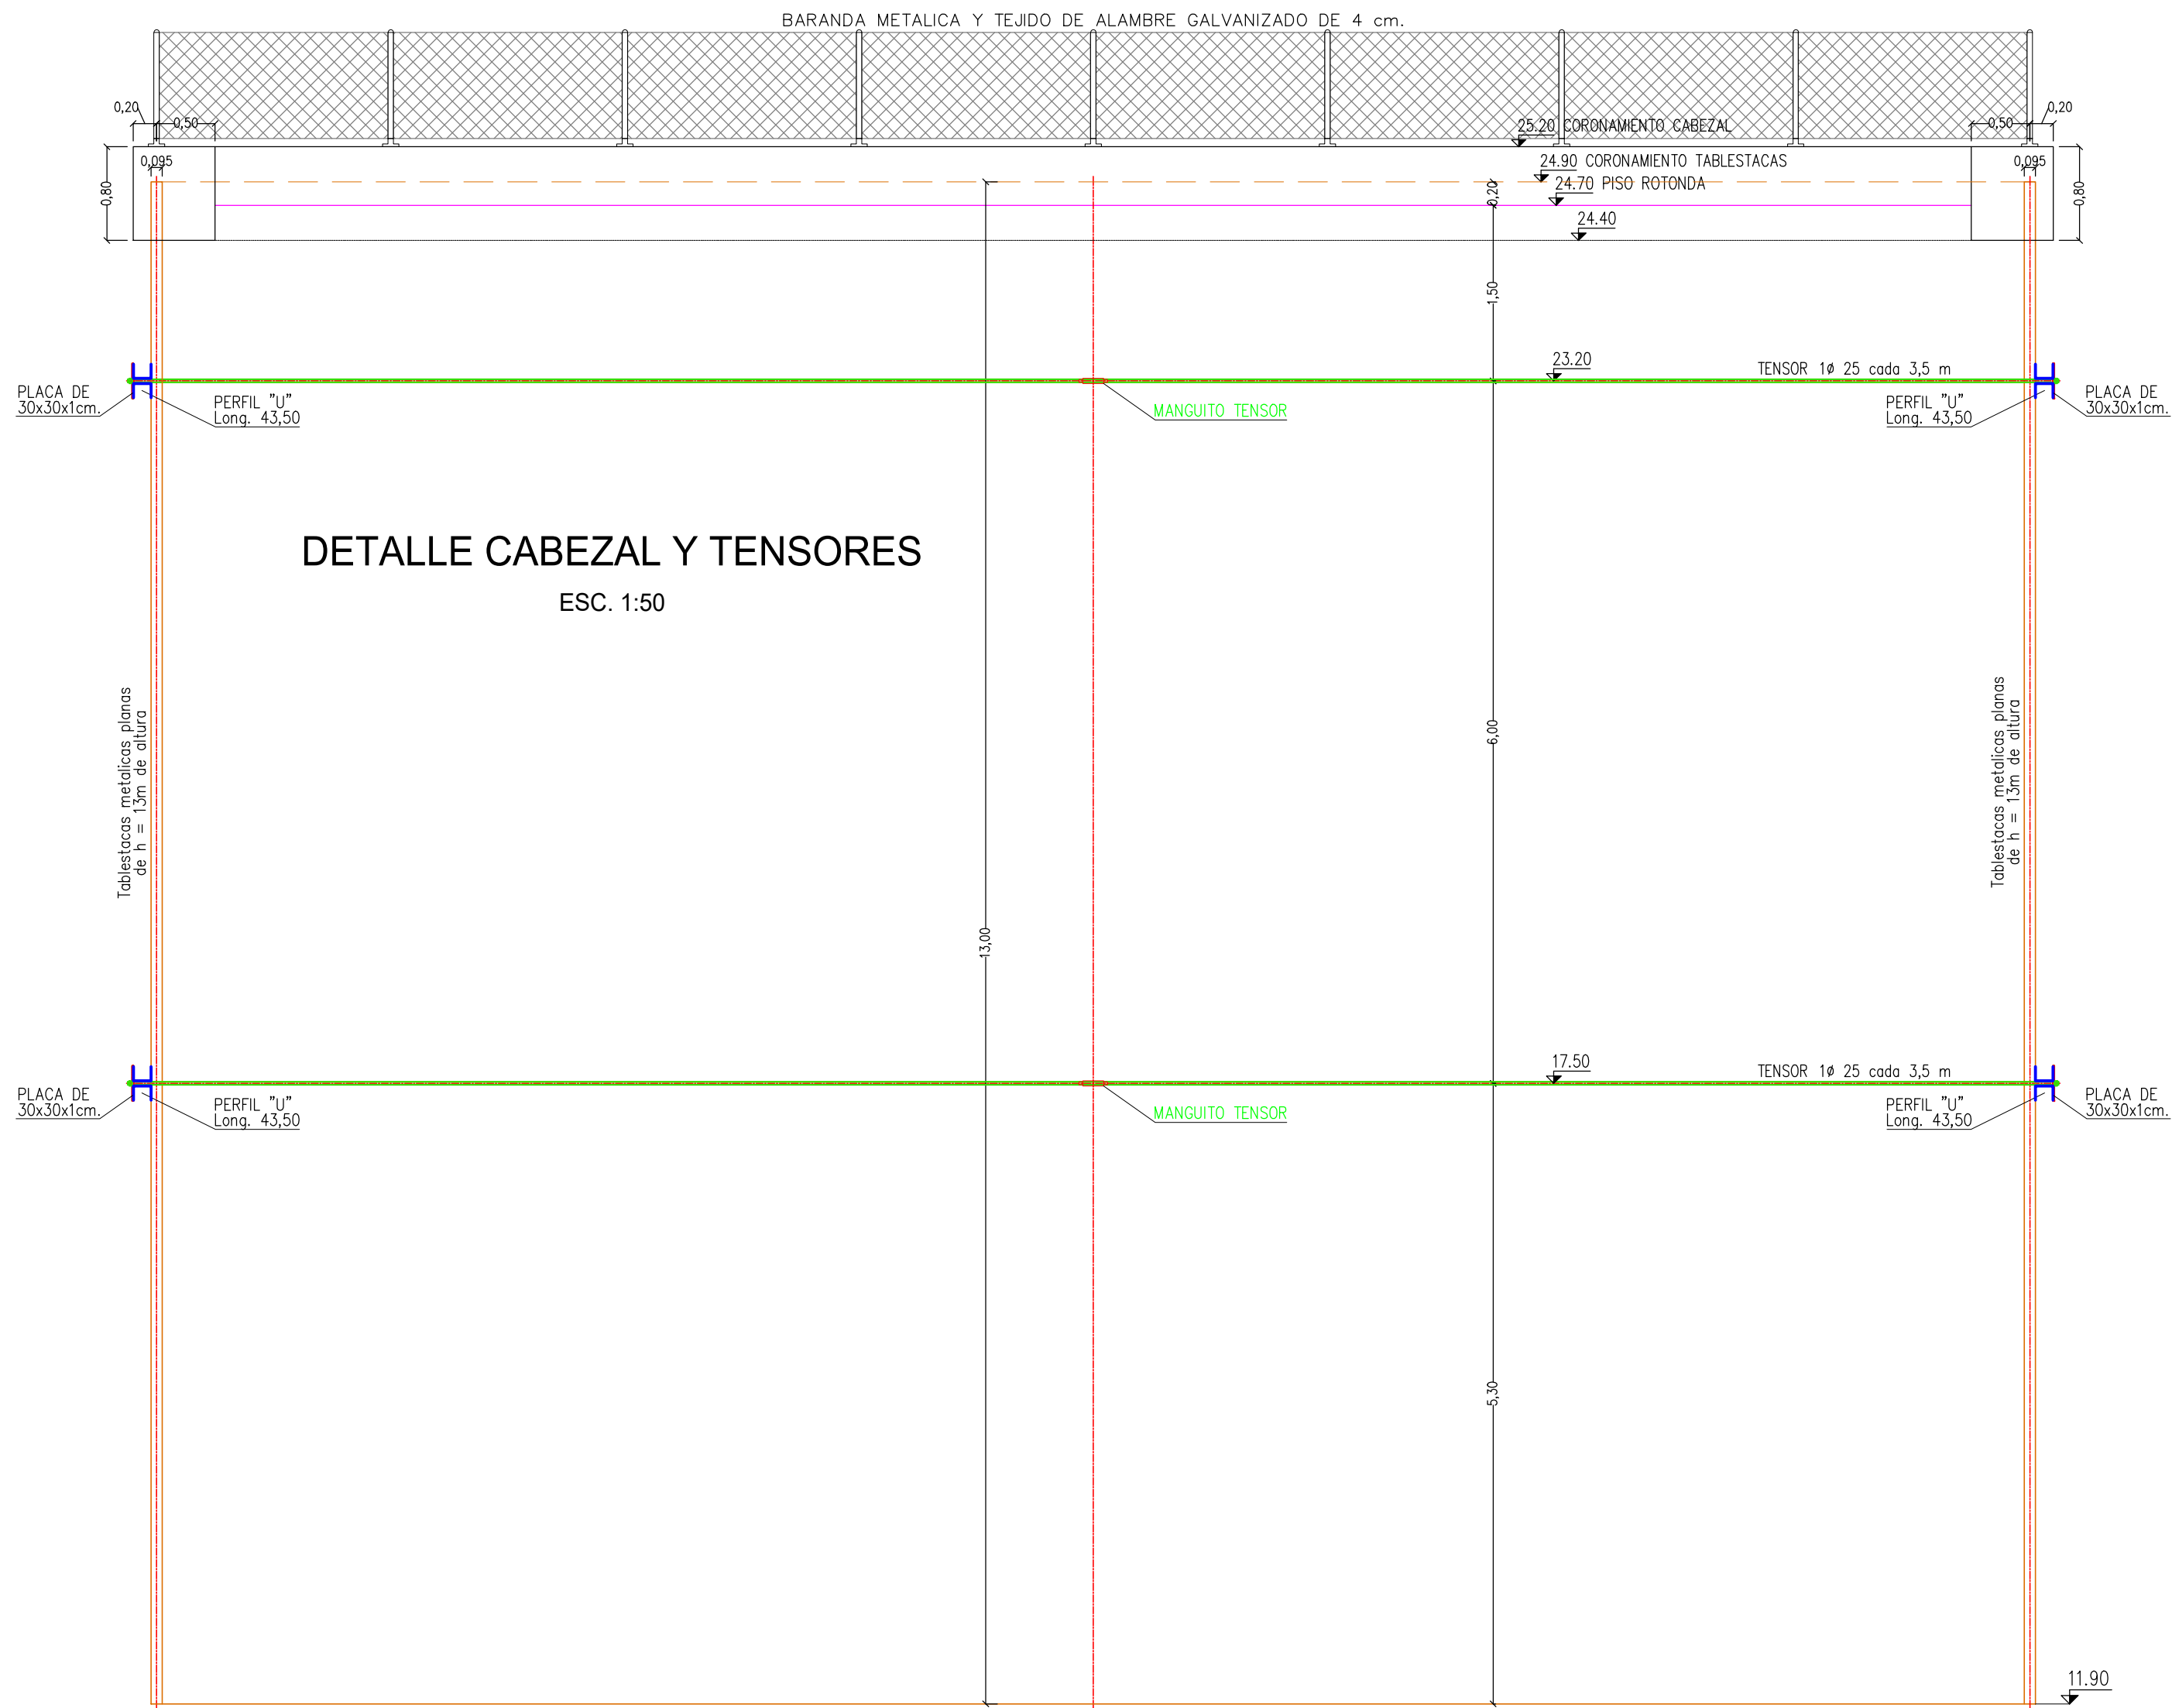 BARANDA METALICA Y TEJIDO DE ALAMBRE GALVANIZADO DE 4 cm.
0,20
0,50
0,50
0,20
25.20 CORONAMIENTO CABEZAL
0,095
24.90 CORONAMIENTO TABLESTACAS
0,095
0,80
0,20
24.70 PISO ROTONDA
0,80
24.40
1,50
23.20
TENSOR 1ø 25 cada 3,5 m
PLACA DE
30x30x1cm.
PERFIL "U"
Long. 43,50
MANGUITO TENSOR
PERFIL "U"
Long. 43,50
PLACA DE
30x30x1cm.
DETALLE CABEZAL Y TENSORES
ESC. 1:50
Tablestacas metalicas planas
de h = 13m de altura
6,00
Tablestacas metalicas planas
de h = 13m de altura
13,00
17.50
TENSOR 1ø 25 cada 3,5 m
PLACA DE
30x30x1cm.
PERFIL "U"
Long. 43,50
MANGUITO TENSOR
PERFIL "U"
Long. 43,50
PLACA DE
30x30x1cm.
5,30
11.90